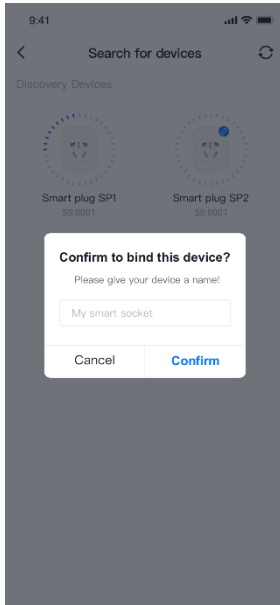 9:41
Search for devices
Discovery Devices
Smart plug SP1
SS:0001
Smart plug SP2
SS:0001
Confirm to bind this device?
Please give your device a name!
My smart socket
Cancel
Confirm